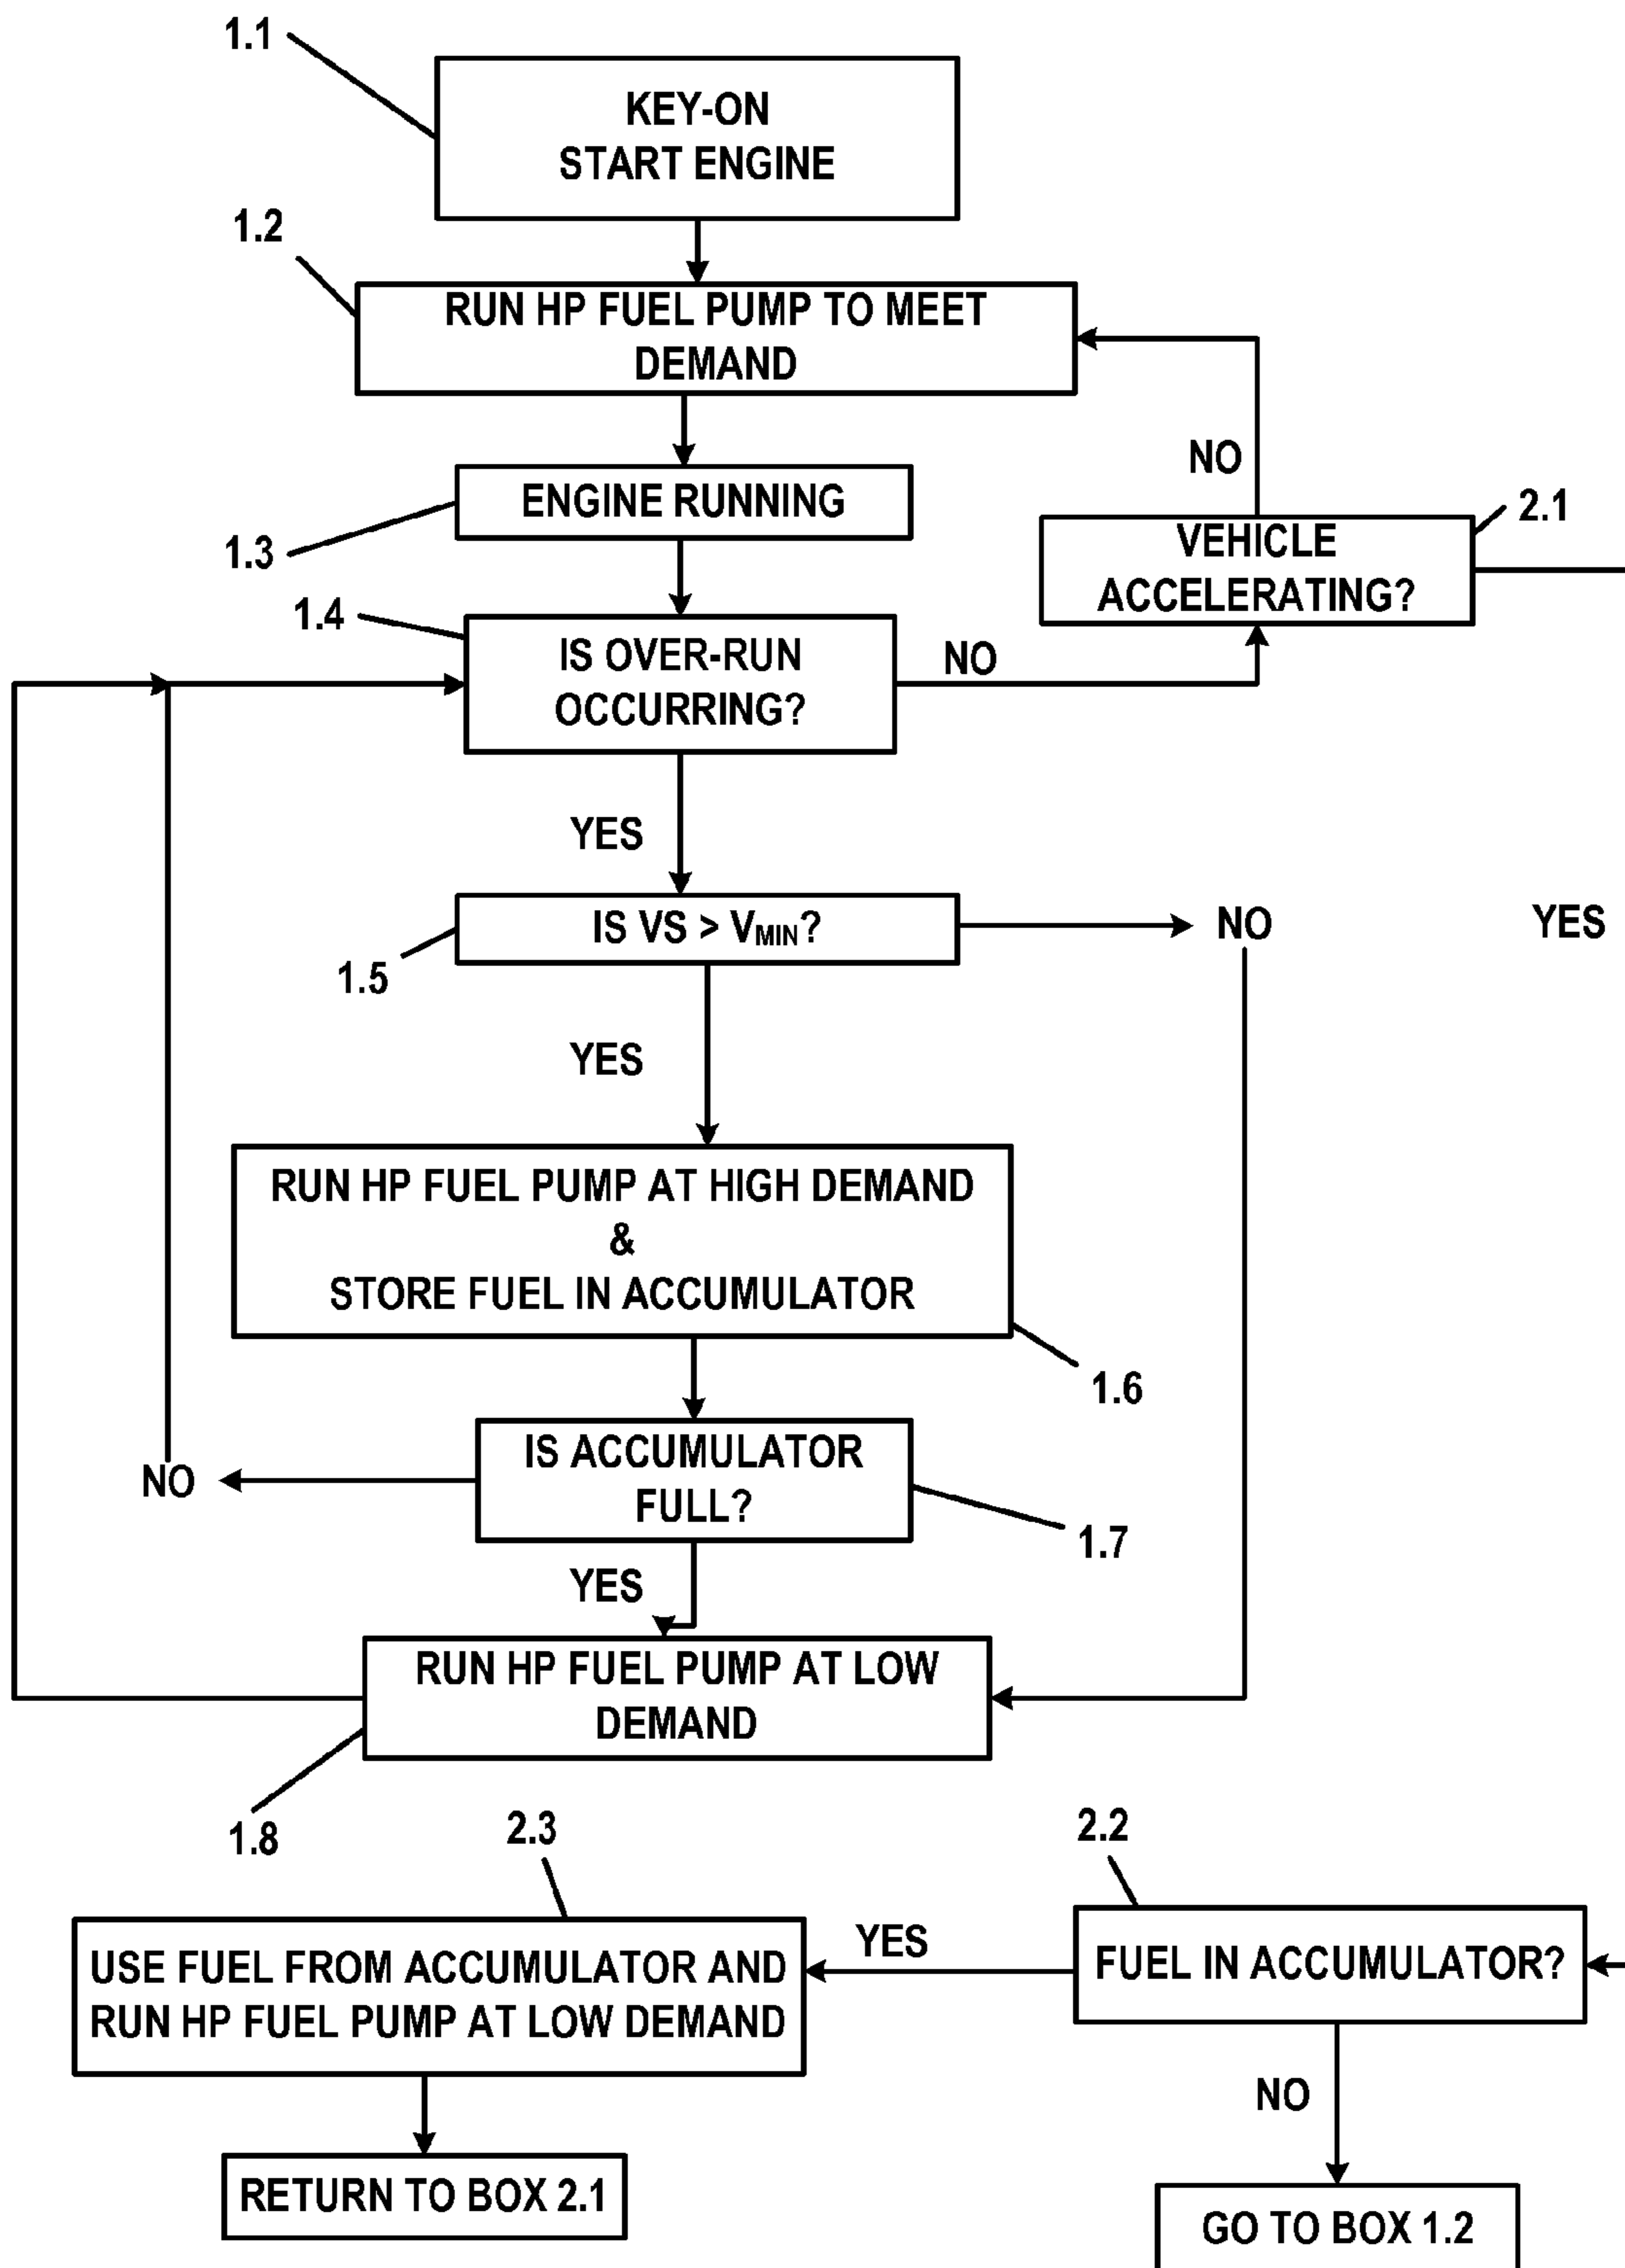 1.1
KEY-ON
START ENGINE
1.2
RUN HP FUEL PUMP TO MEET
DEMAND
NO
ENGINE RUNNING
1.3
VEHICLE
ACCELERATING?
2.1
1.4
IS OVER-RUN
OCCURRING?
NO
YES
IS VS > VMIN?
NO
YES
1.5
YES
RUN HP FUEL PUMP AT HIGH DEMAND
&
STORE FUEL IN ACCUMULATOR
1.6
IS ACCUMULATOR
FULL?
NO
1.7
YES
RUN HP FUEL PUMP AT LOW
DEMAND
1.8
2.3
2.2
USE FUEL FROM ACCUMULATOR AND
RUN HP FUEL PUMP AT LOW DEMAND
YES
FUEL IN ACCUMULATOR?
NO
RETURN TO BOX 2.1
GO TO BOX 1.2